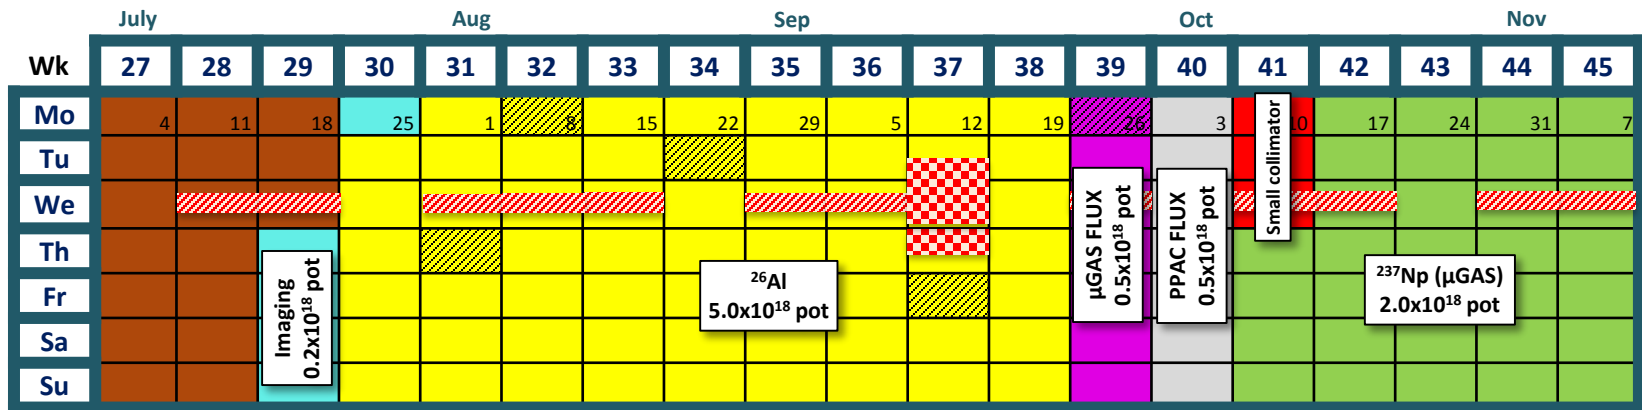 July Aug Sep Oct Nov
Wk 27 28 29 30 31 32 33 34 35 36 37 38 39 40 41 42 43 44 45
Mo 4 11 18 25 1 8 15 22 29 5 12 19 26 3 10 17 24 31 7
Tu
We
Th
Fr
Sa
Su
Imaging
0.2x10¹⁸ pot
²⁶Al
5.0x10¹⁸ pot
µGAS FLUX
0.5x10¹⁸ pot
PPAC FLUX
0.5x10¹⁸ pot
Small collimator
²³⁷Np (µGAS)
2.0x10¹⁸ pot